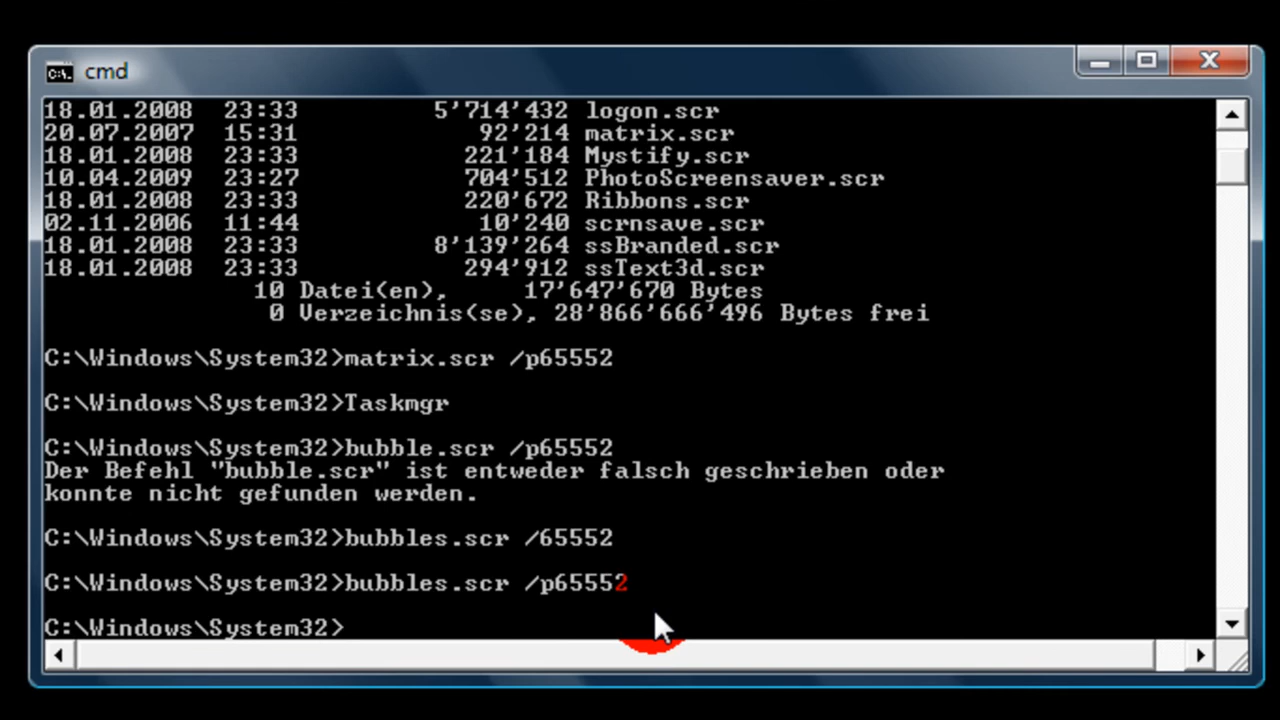 cmd
18.01.2008  23:33         5'714'432 logon.scr
20.07.2007  15:31            92'214 matrix.scr
18.01.2008  23:33           221'184 Mystify.scr
10.04.2009  23:27           704'512 PhotoScreensaver.scr
18.01.2008  23:33           220'672 Ribbons.scr
02.11.2006  11:44            10'240 scrnsave.scr
18.01.2008  23:33         8'139'264 ssBranded.scr
18.01.2008  23:33           294'912 ssText3d.scr
10 Datei(en),     17'647'670 Bytes
0 Verzeichnis(se), 28'866'666'496 Bytes frei
C:\Windows\System32>matrix.scr /p65552
C:\Windows\System32>Taskmgr
C:\Windows\System32>bubble.scr /p65552
Der Befehl "bubble.scr" ist entweder falsch geschrieben oder
konnte nicht gefunden werden.
C:\Windows\System32>bubbles.scr /65552
C:\Windows\System32>bubbles.scr /p65552
C:\Windows\System32>